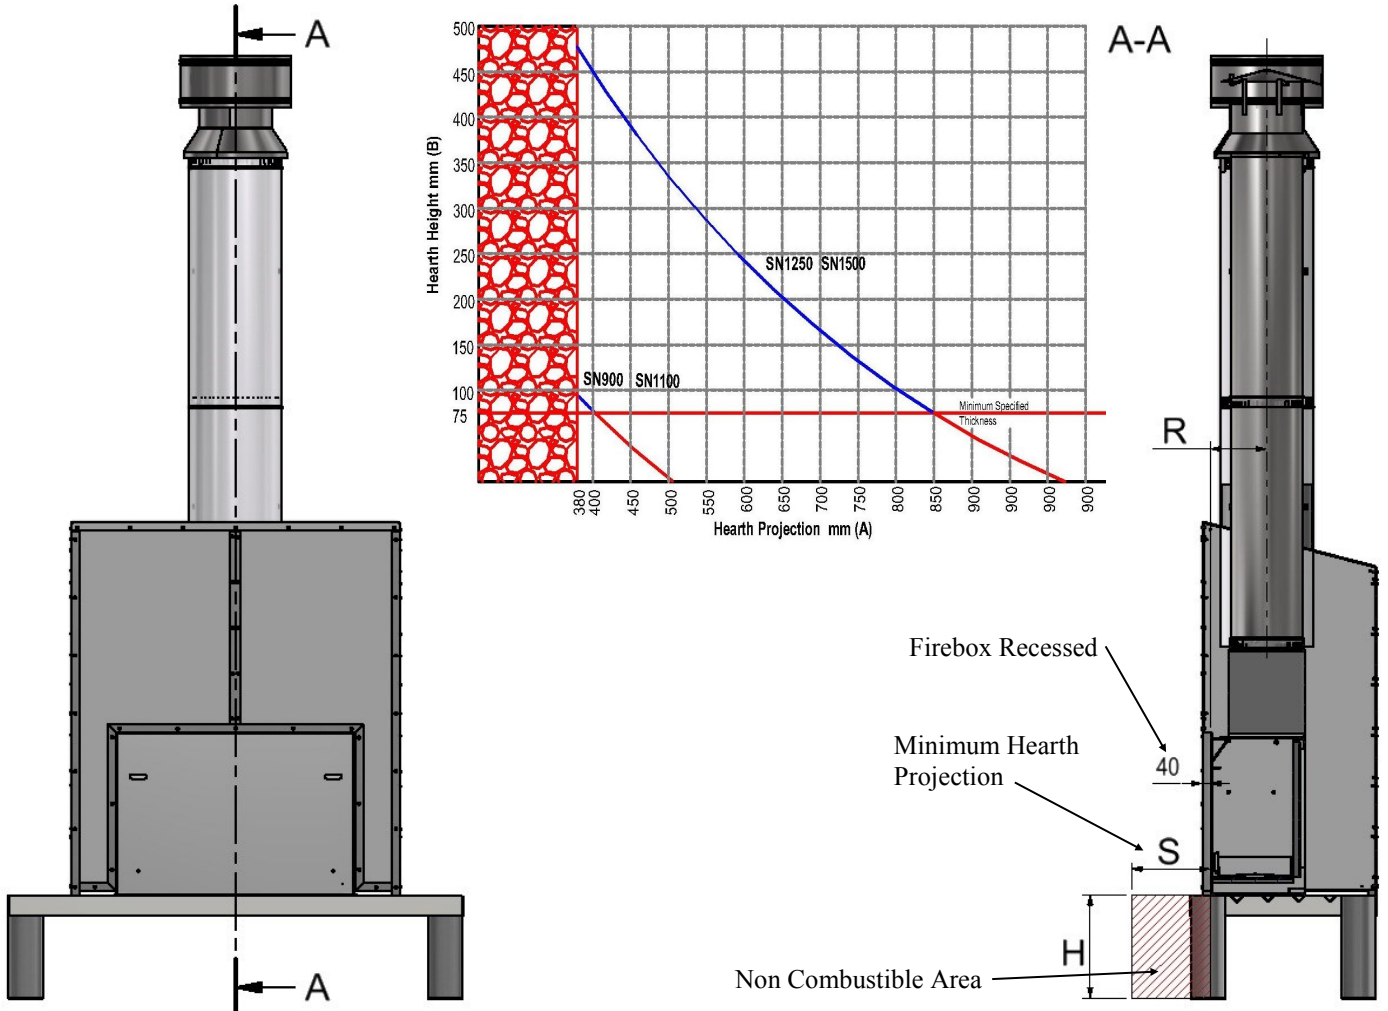 A
A-A
500
450
400
350
300
250
200
150
100
75
Hearth Height mm (B)
SN1250 SN1500
SN900 SN1100
Minimum Specified
Thickness
380
400
450
500
550
600
650
700
750
800
850
900
900
900
Hearth Projection mm (A)
R
Firebox Recessed
Minimum Hearth
Projection
40
S
H
Non Combustible Area
A